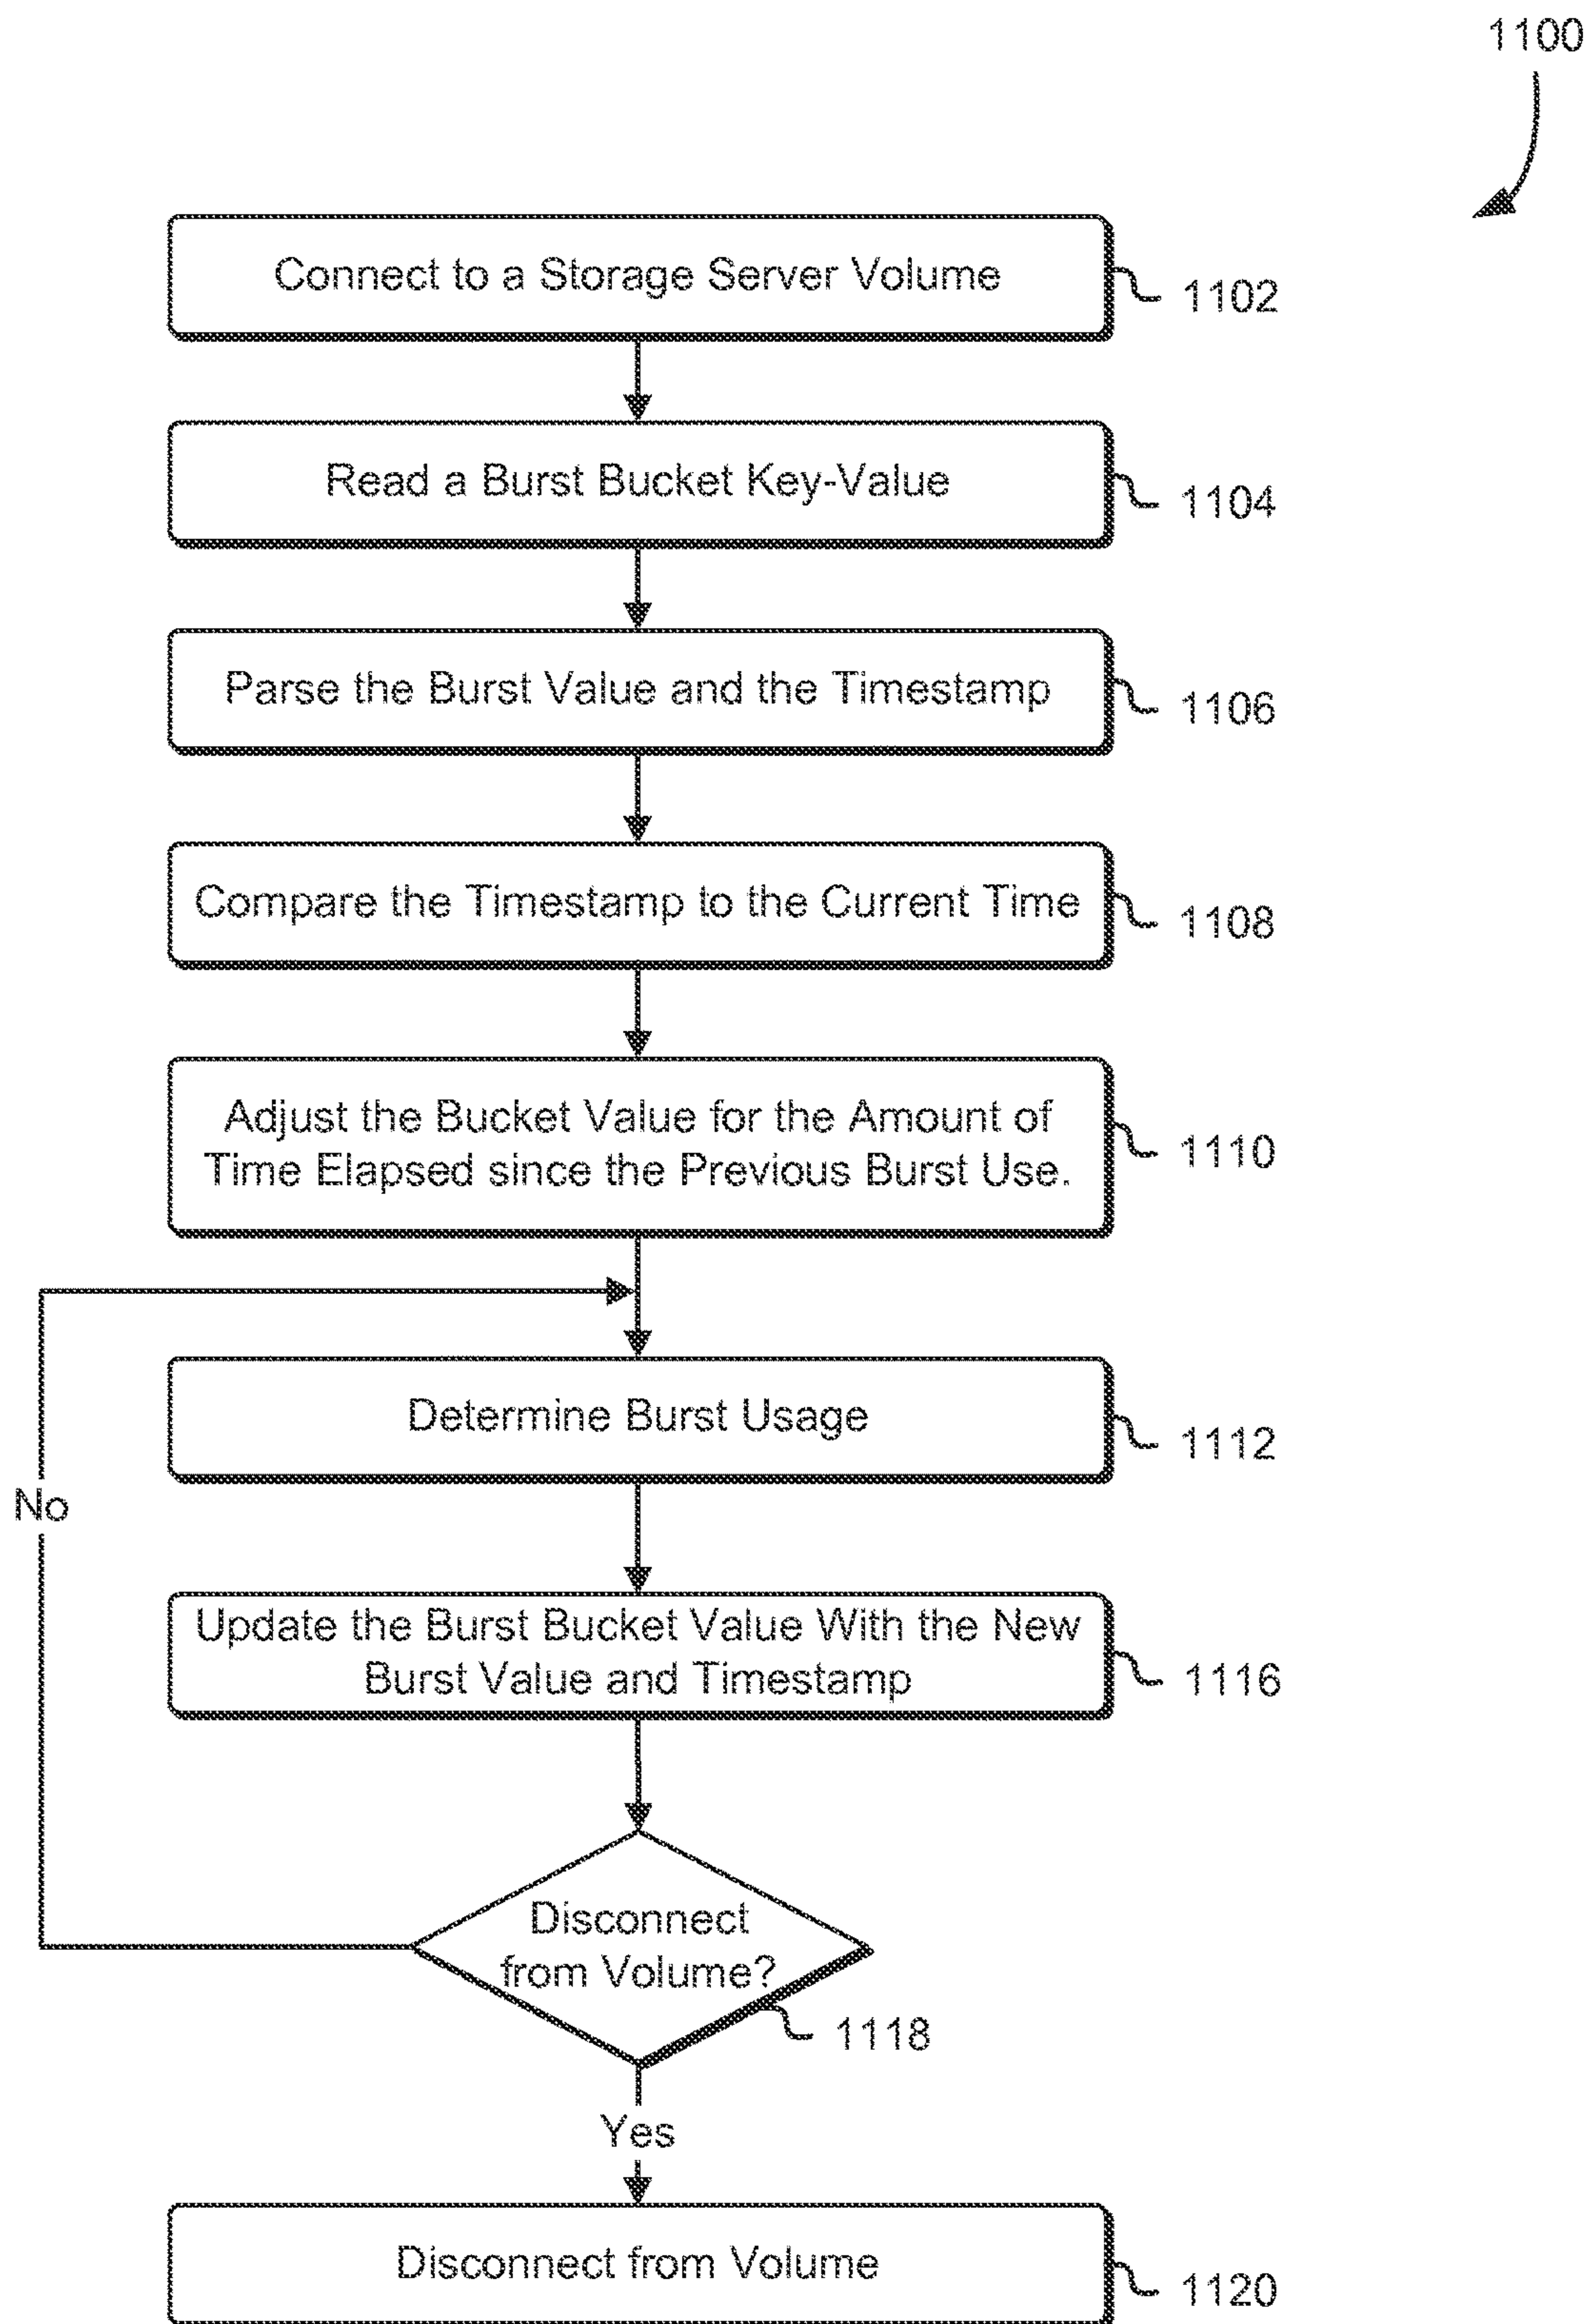 1100
Connect to a Storage Server Volume
1102
Read a Burst Bucket Key-Value
1104
Parse the Burst Value and the Timestamp
1106
Compare the Timestamp to the Current Time
1108
Adjust the Bucket Value for the Amount of
Time Elapsed since the Previous Burst Use.
1110
Determine Burst Usage
1112
No
Update the Burst Bucket Value With the New
Burst Value and Timestamp
1116
Disconnect
from Volume?
1118
Yes
Disconnect from Volume
1120